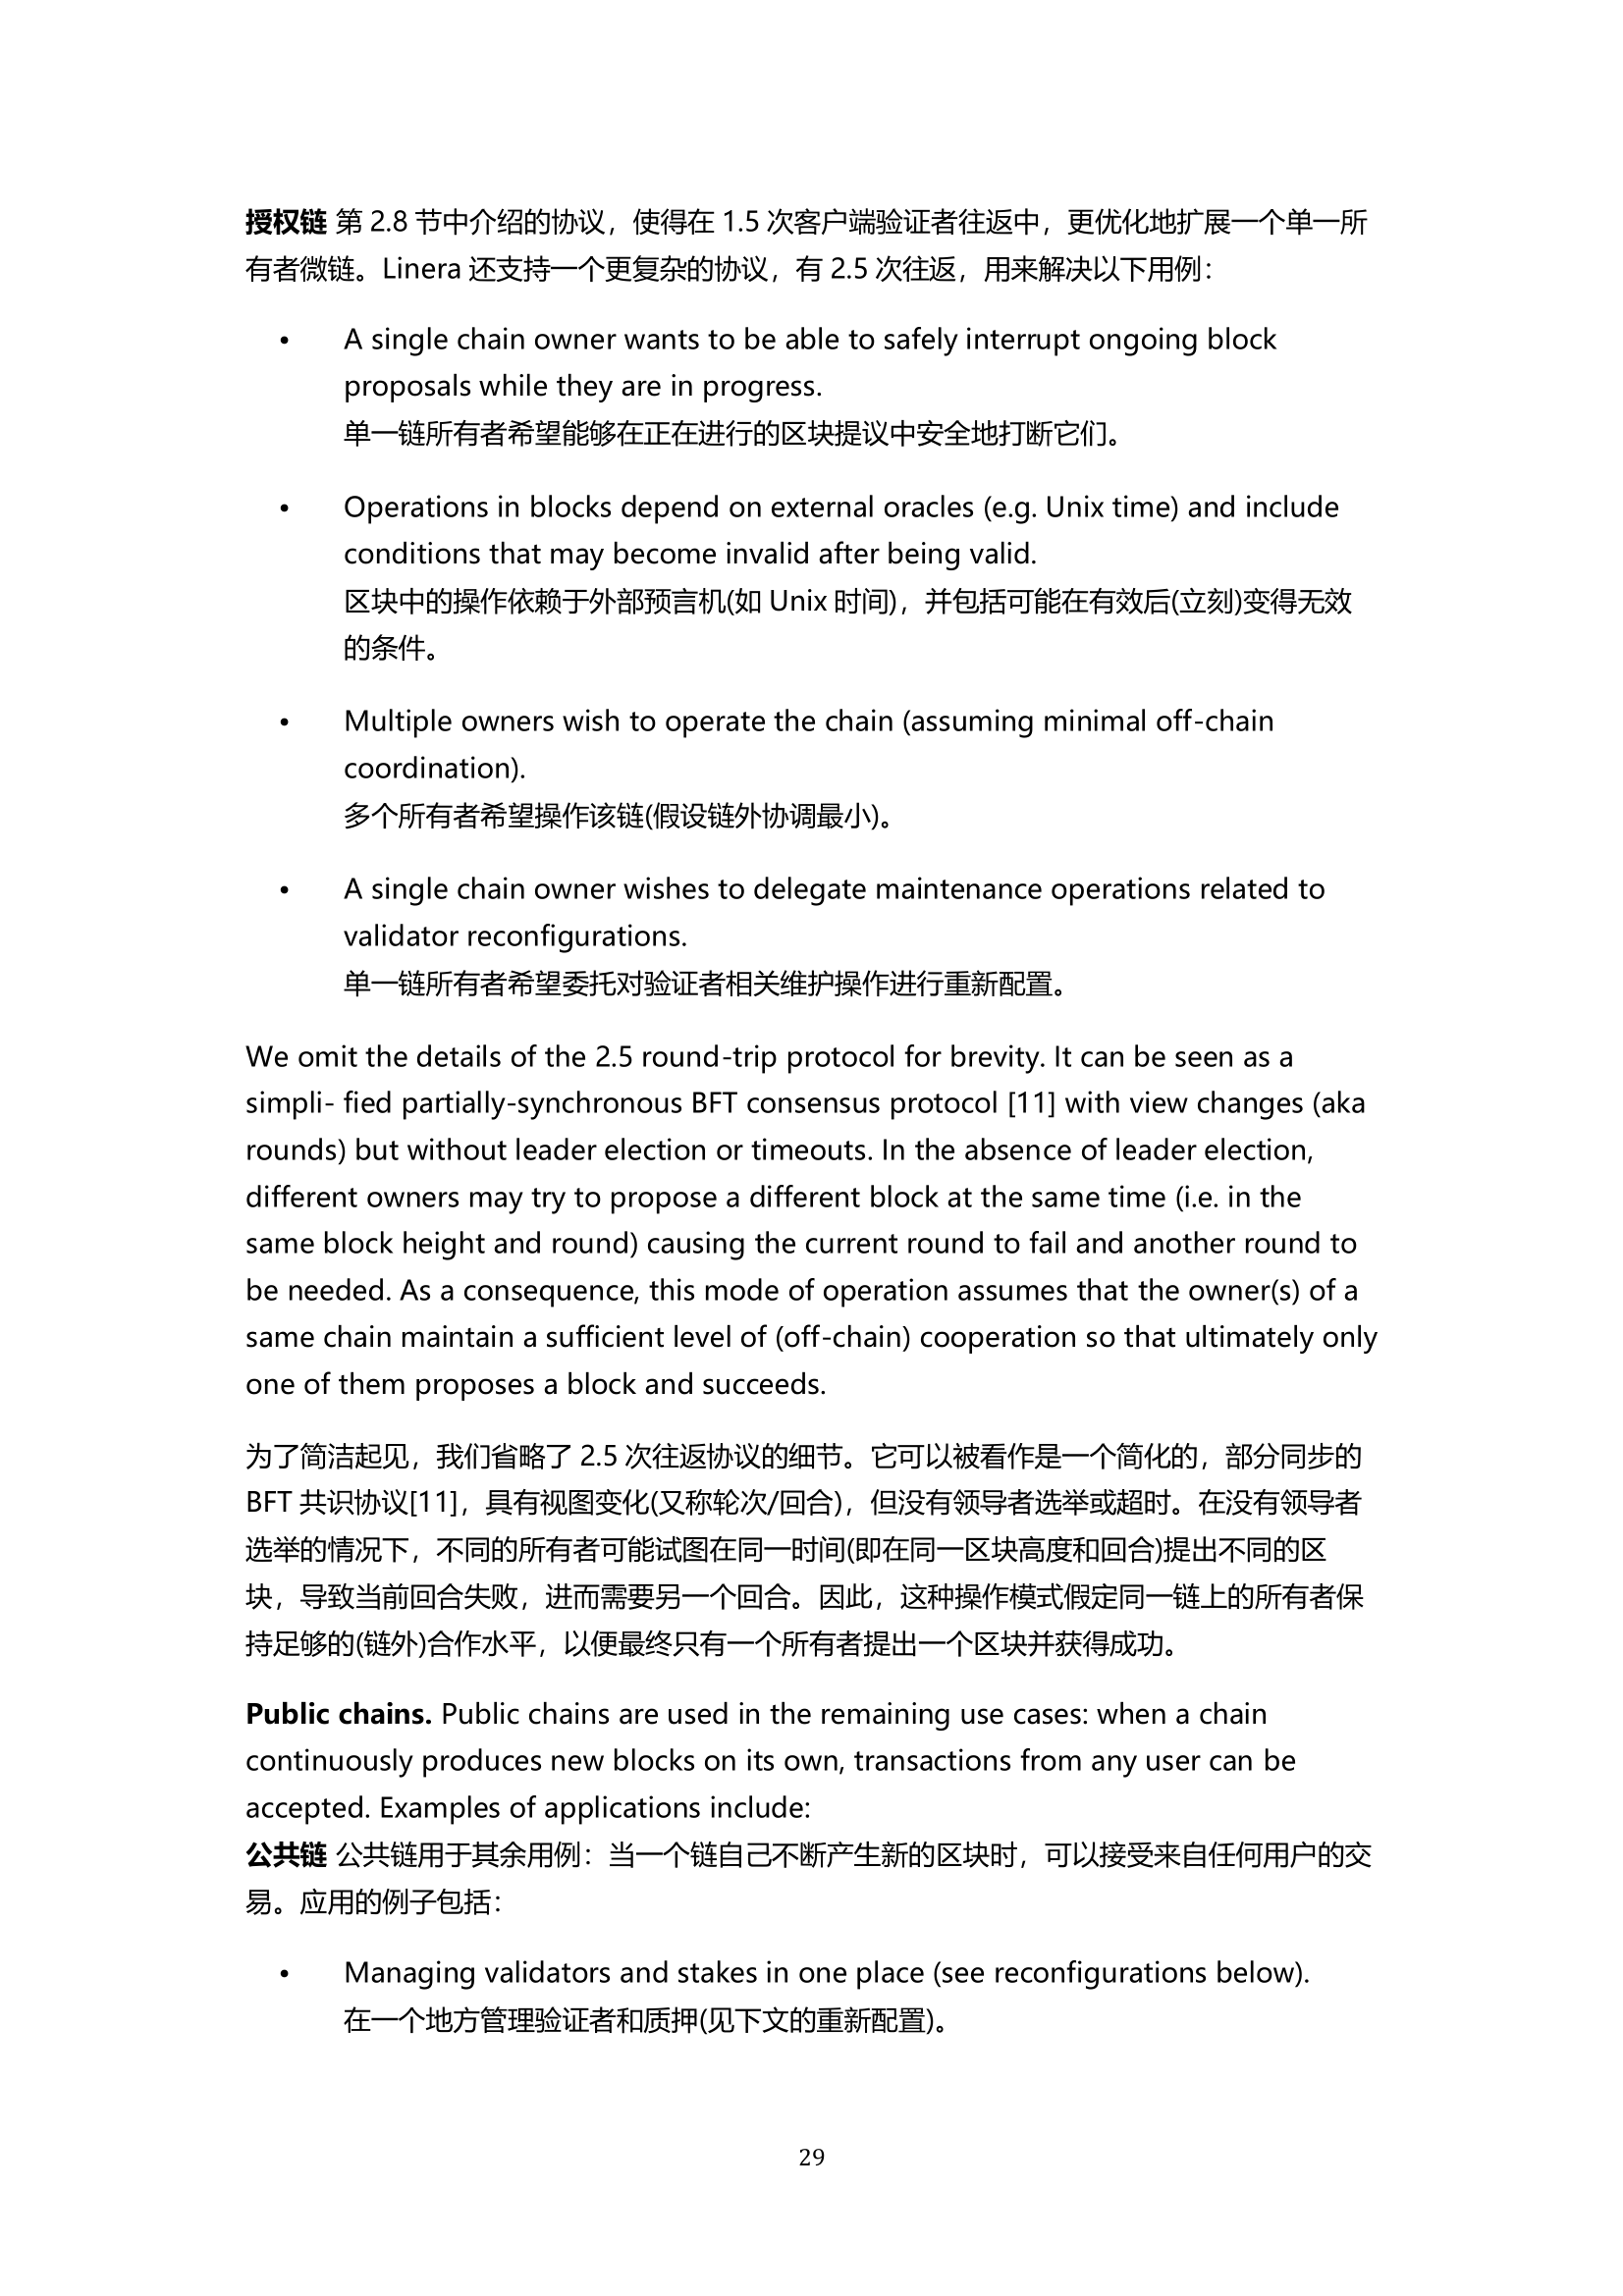 授权链 第 2.8 节中介绍的协议，使得在 1.5 次客户端验证者往返中，更优化地扩展一个单一所
有者微链。Linera 还支持一个更复杂的协议，有 2.5 次往返，用来解决以下用例：
• A single chain owner wants to be able to safely interrupt ongoing block
proposals while they are in progress.
单一链所有者希望能够在正在进行的区块提议中安全地打断它们。
• Operations in blocks depend on external oracles (e.g. Unix time) and include
conditions that may become invalid after being valid.
区块中的操作依赖于外部预言机(如 Unix 时间)，并包括可能在有效后(立刻)变得无效
的条件。
• Multiple owners wish to operate the chain (assuming minimal off-chain
coordination).
多个所有者希望操作该链(假设链外协调最小)。
• A single chain owner wishes to delegate maintenance operations related to
validator reconfigurations.
单一链所有者希望委托对验证者相关维护操作进行重新配置。
We omit the details of the 2.5 round-trip protocol for brevity. It can be seen as a
simpli- fied partially-synchronous BFT consensus protocol [11] with view changes (aka
rounds) but without leader election or timeouts. In the absence of leader election,
different owners may try to propose a different block at the same time (i.e. in the
same block height and round) causing the current round to fail and another round to
be needed. As a consequence, this mode of operation assumes that the owner(s) of a
same chain maintain a sufficient level of (off-chain) cooperation so that ultimately only
one of them proposes a block and succeeds.
为了简洁起见，我们省略了 2.5 次往返协议的细节。它可以被看作是一个简化的，部分同步的
BFT 共识协议[11]，具有视图变化(又称轮次/回合)，但没有领导者选举或超时。在没有领导者
选举的情况下，不同的所有者可能试图在同一时间(即在同一区块高度和回合)提出不同的区
块，导致当前回合失败，进而需要另一个回合。因此，这种操作模式假定同一链上的所有者保
持足够的(链外)合作水平，以便最终只有一个所有者提出一个区块并获得成功。
Public chains. Public chains are used in the remaining use cases: when a chain
continuously produces new blocks on its own, transactions from any user can be
accepted. Examples of applications include:
公共链 公共链用于其余用例：当一个链自己不断产生新的区块时，可以接受来自任何用户的交
易。应用的例子包括：
• Managing validators and stakes in one place (see reconfigurations below).
在一个地方管理验证者和质押(见下文的重新配置)。
29